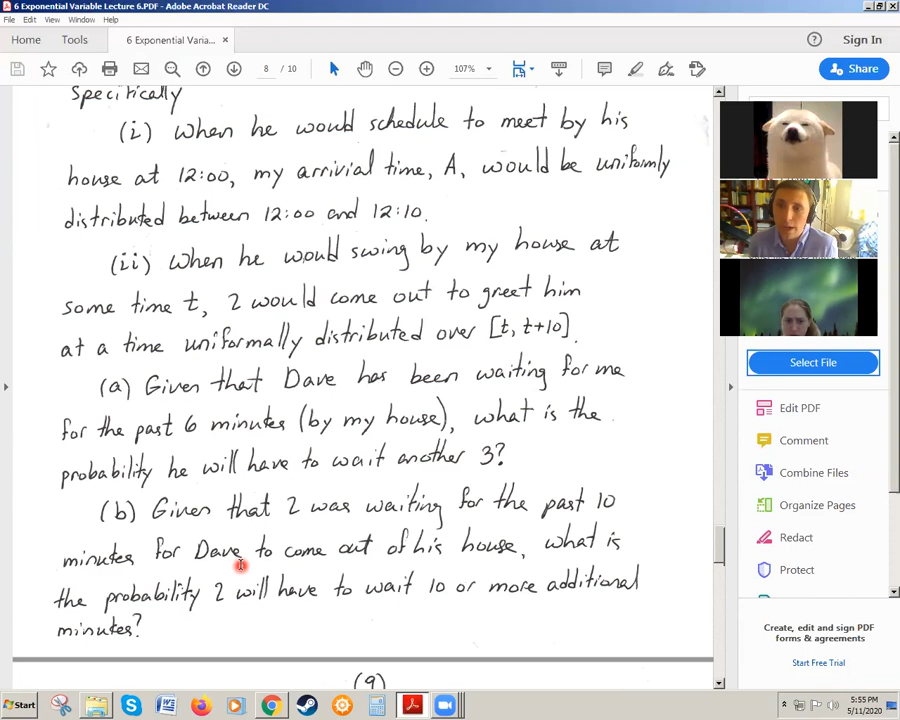 6 Exponential Variable Lecture 6.PDF - Adobe Acrobat Reader DC
File Edit View Window Help
Home Tools 6 Exponential Varia... × Sign In
8 / 10 107% Share
Specifically
(i) When he would schedule to meet by his
house at 12:00, my arrivial time, A, would be uniformly
distributed between 12:00 and 12:10.
(ii) When he would swing by my house at
some time t, I would come out to greet him
at a time uniformally distributed over [t, t+10].
(a) Given that Dave has been waiting for me
for the past 6 minutes (by my house), what is the
probability he will have to wait another 3?
(b) Given that I was waiting for the past 10
minutes for Dave to come out of his house, what is
the probability I will have to wait 10 or more additional
minutes?
(9)
Select File
Edit PDF
Comment
Combine Files
Organize Pages
Redact
Protect
Create, edit and sign PDF
forms & agreements
Start Free Trial
Start
5:55 PM
5/11/2020